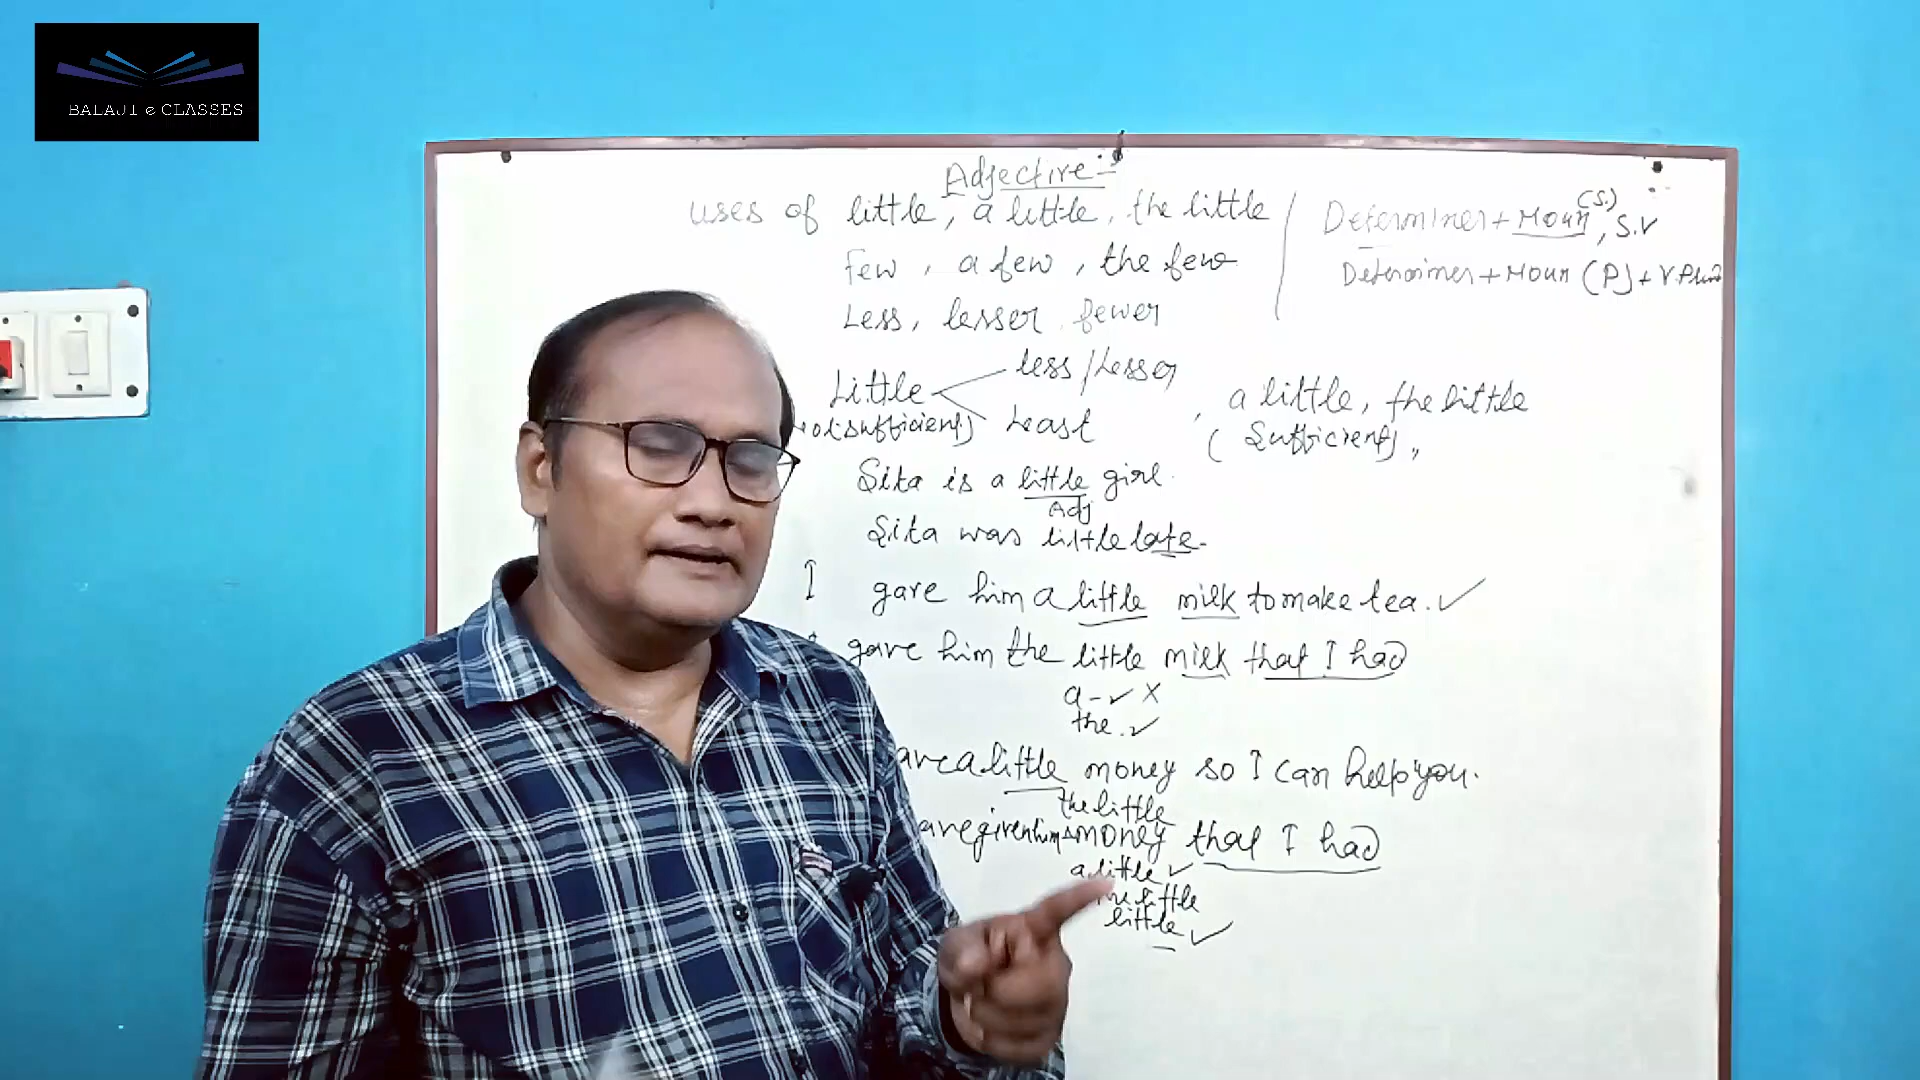 BALAJI e CLASSES
Adjective:-
uses of little, a little, the little
Few, a few, the few
Less, lesser, fewer
Determiner + Noun (S.), S.V
Determiner + Noun (P) + V.
Little less/Lesser
Least
, a little, the little
(Sufficient),
Sita is a little girl.
Adj
Sita was little late.
I gave him a little milk to make tea. ✓
gave him the little milk that I had
a - ✓ ×
the. ✓
a little money so I can help you.
the little
given him money that I had
a little ✓
little
little ✓